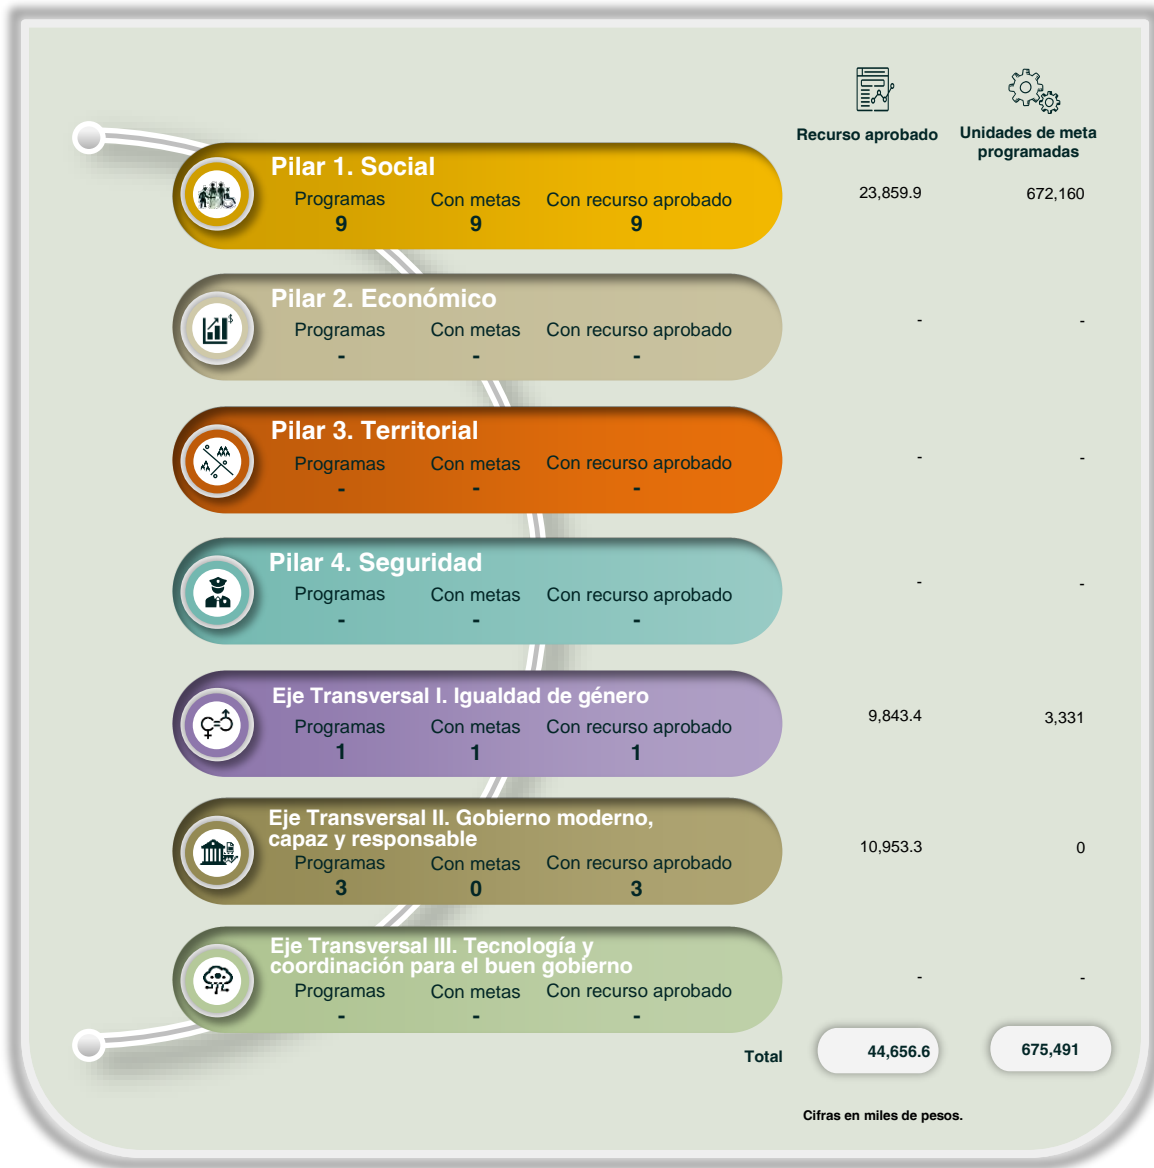 Recurso aprobado
Unidades de meta
programadas
Pilar 1. Social
Programas Con metas Con recurso aprobado
9 9 9
23,859.9 672,160
Pilar 2. Económico
Programas Con metas Con recurso aprobado
- - -
- -
Pilar 3. Territorial
Programas Con metas Con recurso aprobado
- - -
- -
Pilar 4. Seguridad
Programas Con metas Con recurso aprobado
- - -
- -
Eje Transversal I. Igualdad de género
Programas Con metas Con recurso aprobado
1 1 1
9,843.4 3,331
Eje Transversal II. Gobierno moderno,
capaz y responsable
Programas Con metas Con recurso aprobado
3 0 3
10,953.3 0
Eje Transversal III. Tecnología y
coordinación para el buen gobierno
Programas Con metas Con recurso aprobado
- - -
- -
Total 44,656.6 675,491
Cifras en miles de pesos.